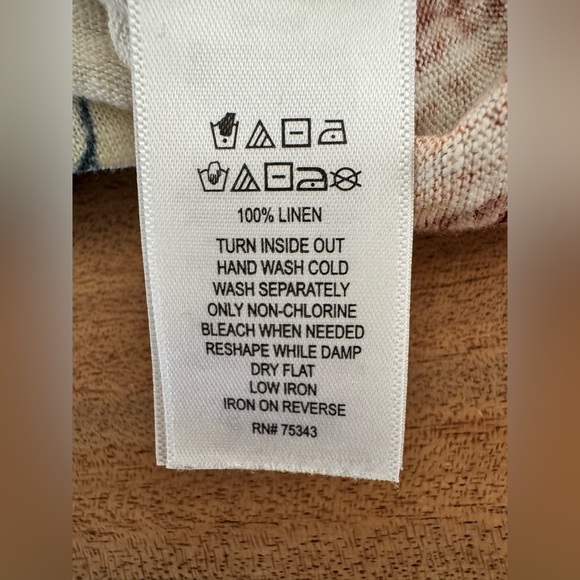 100% LINEN
TURN INSIDE OUT
HAND WASH COLD
WASH SEPARATELY
ONLY NON-CHLORINE
BLEACH WHEN NEEDED
RESHAPE WHILE DAMP
DRY FLAT
LOW IRON
IRON ON REVERSE
RN# 75343